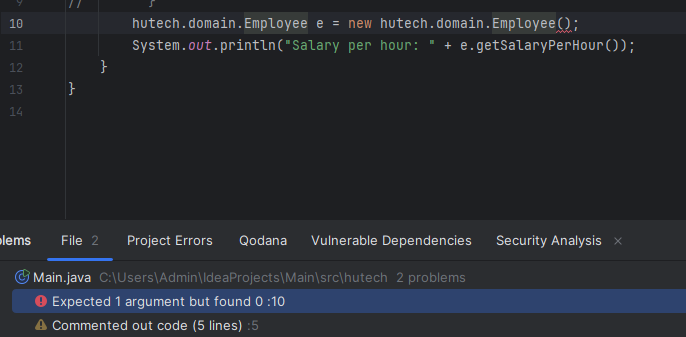 9
//        }
10        hutech.domain.Employee e = new hutech.domain.Employee();
11        System.out.println("Salary per hour: " + e.getSalaryPerHour());
12    }
13 }
14
blems File 2 Project Errors Qodana Vulnerable Dependencies Security Analysis ×
Main.java C:\Users\Admin\IdeaProjects\Main\src\hutech 2 problems
Expected 1 argument but found 0 :10
Commented out code (5 lines) :5